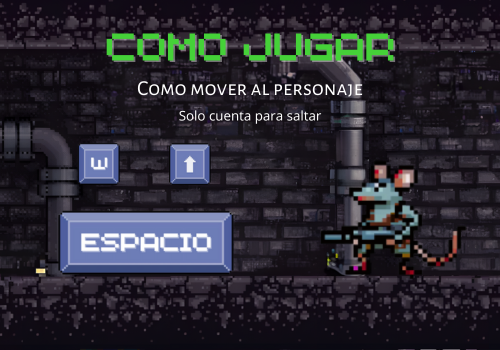 COMO JUGAR
Como mover al personaje
Solo cuenta para saltar
W
ESPACIO